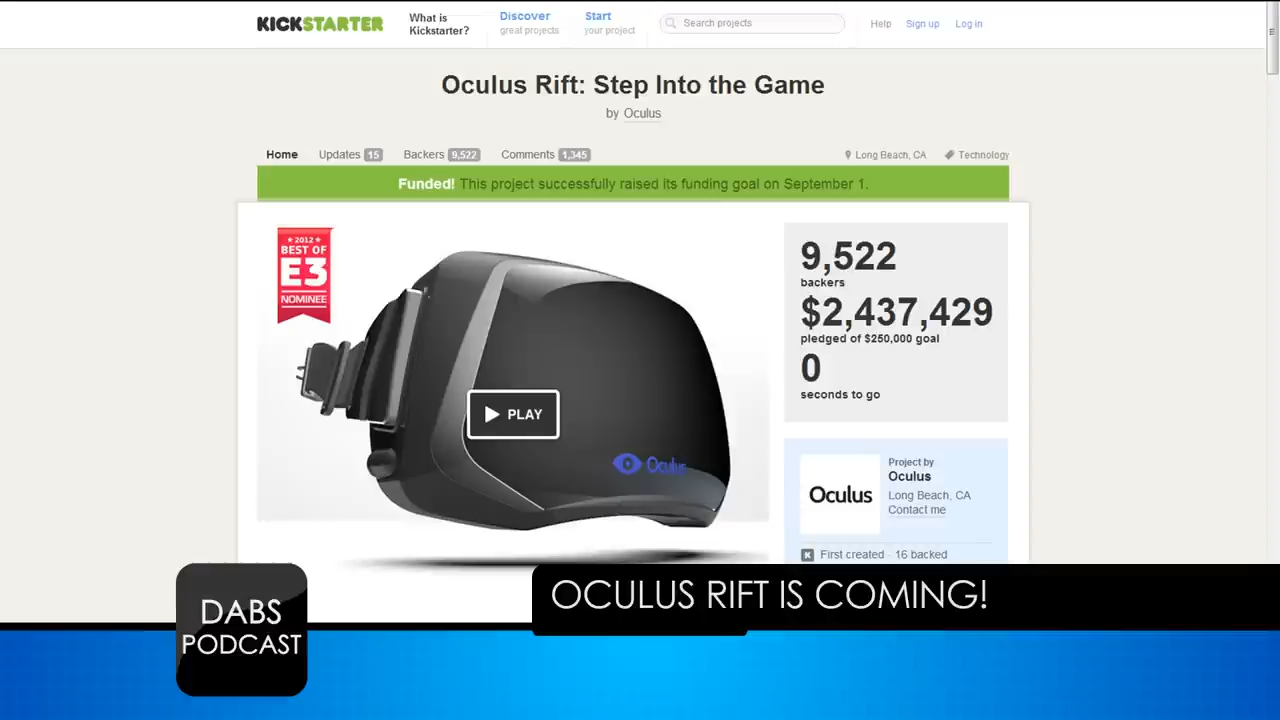 KICKSTARTER
What is
Kickstarter?
Discover
great projects
Start
your project
Search projects
Help
Sign up
Log in
Oculus Rift: Step Into the Game
by Oculus
Home
Updates 15
Backers 9,522
Comments 1,345
Long Beach, CA
Technology
Funded! This project successfully raised its funding goal on September 1.
2012
BEST OF
E3
NOMINEE
PLAY
Oculus
9,522
backers
$2,437,429
pledged of $250,000 goal
0
seconds to go
Oculus
Project by
Oculus
Long Beach, CA
Contact me
K
First created · 16 backed
DABS
PODCAST
OCULUS RIFT IS COMING!